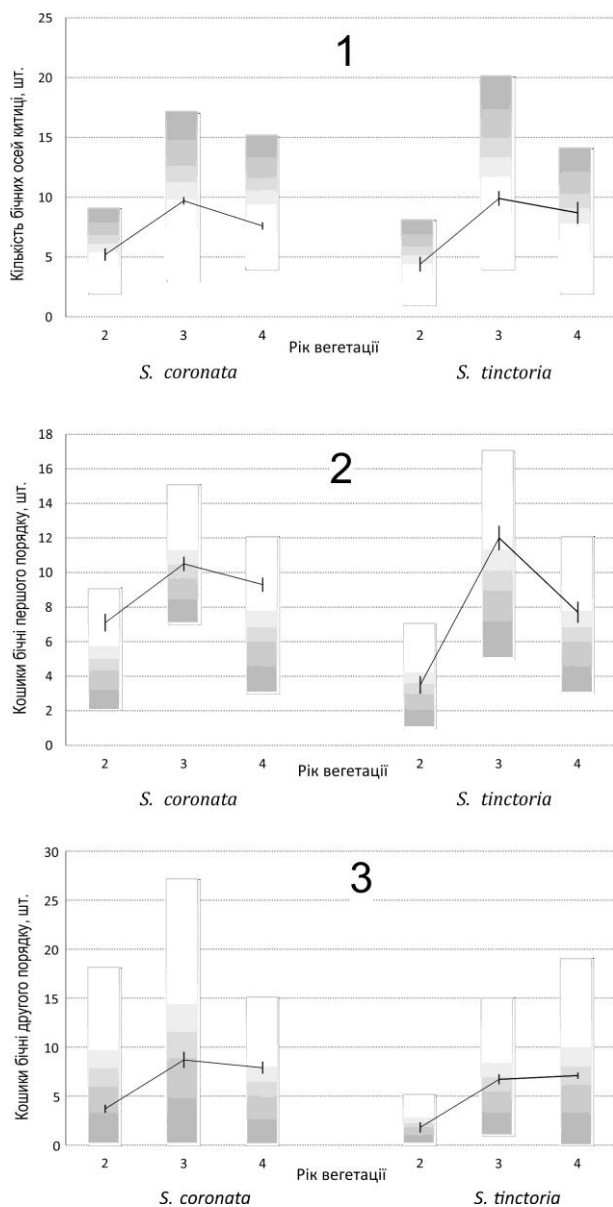 1
Кількість бічних осей китиці, шт.
25
20
15
10
5
0
2 3 4 2 3 4
Рік вегетації
S. coronata S. tinctoria
2
Кошики бічні першого порядку, шт.
18
16
14
12
10
8
6
4
2
0
2 3 4 2 3 4
Рік вегетації
S. coronata S. tinctoria
3
Кошики бічні другого порядку, шт.
30
25
20
15
10
5
0
2 3 4 2 3 4
Рік вегетації
S. coronata S. tinctoria